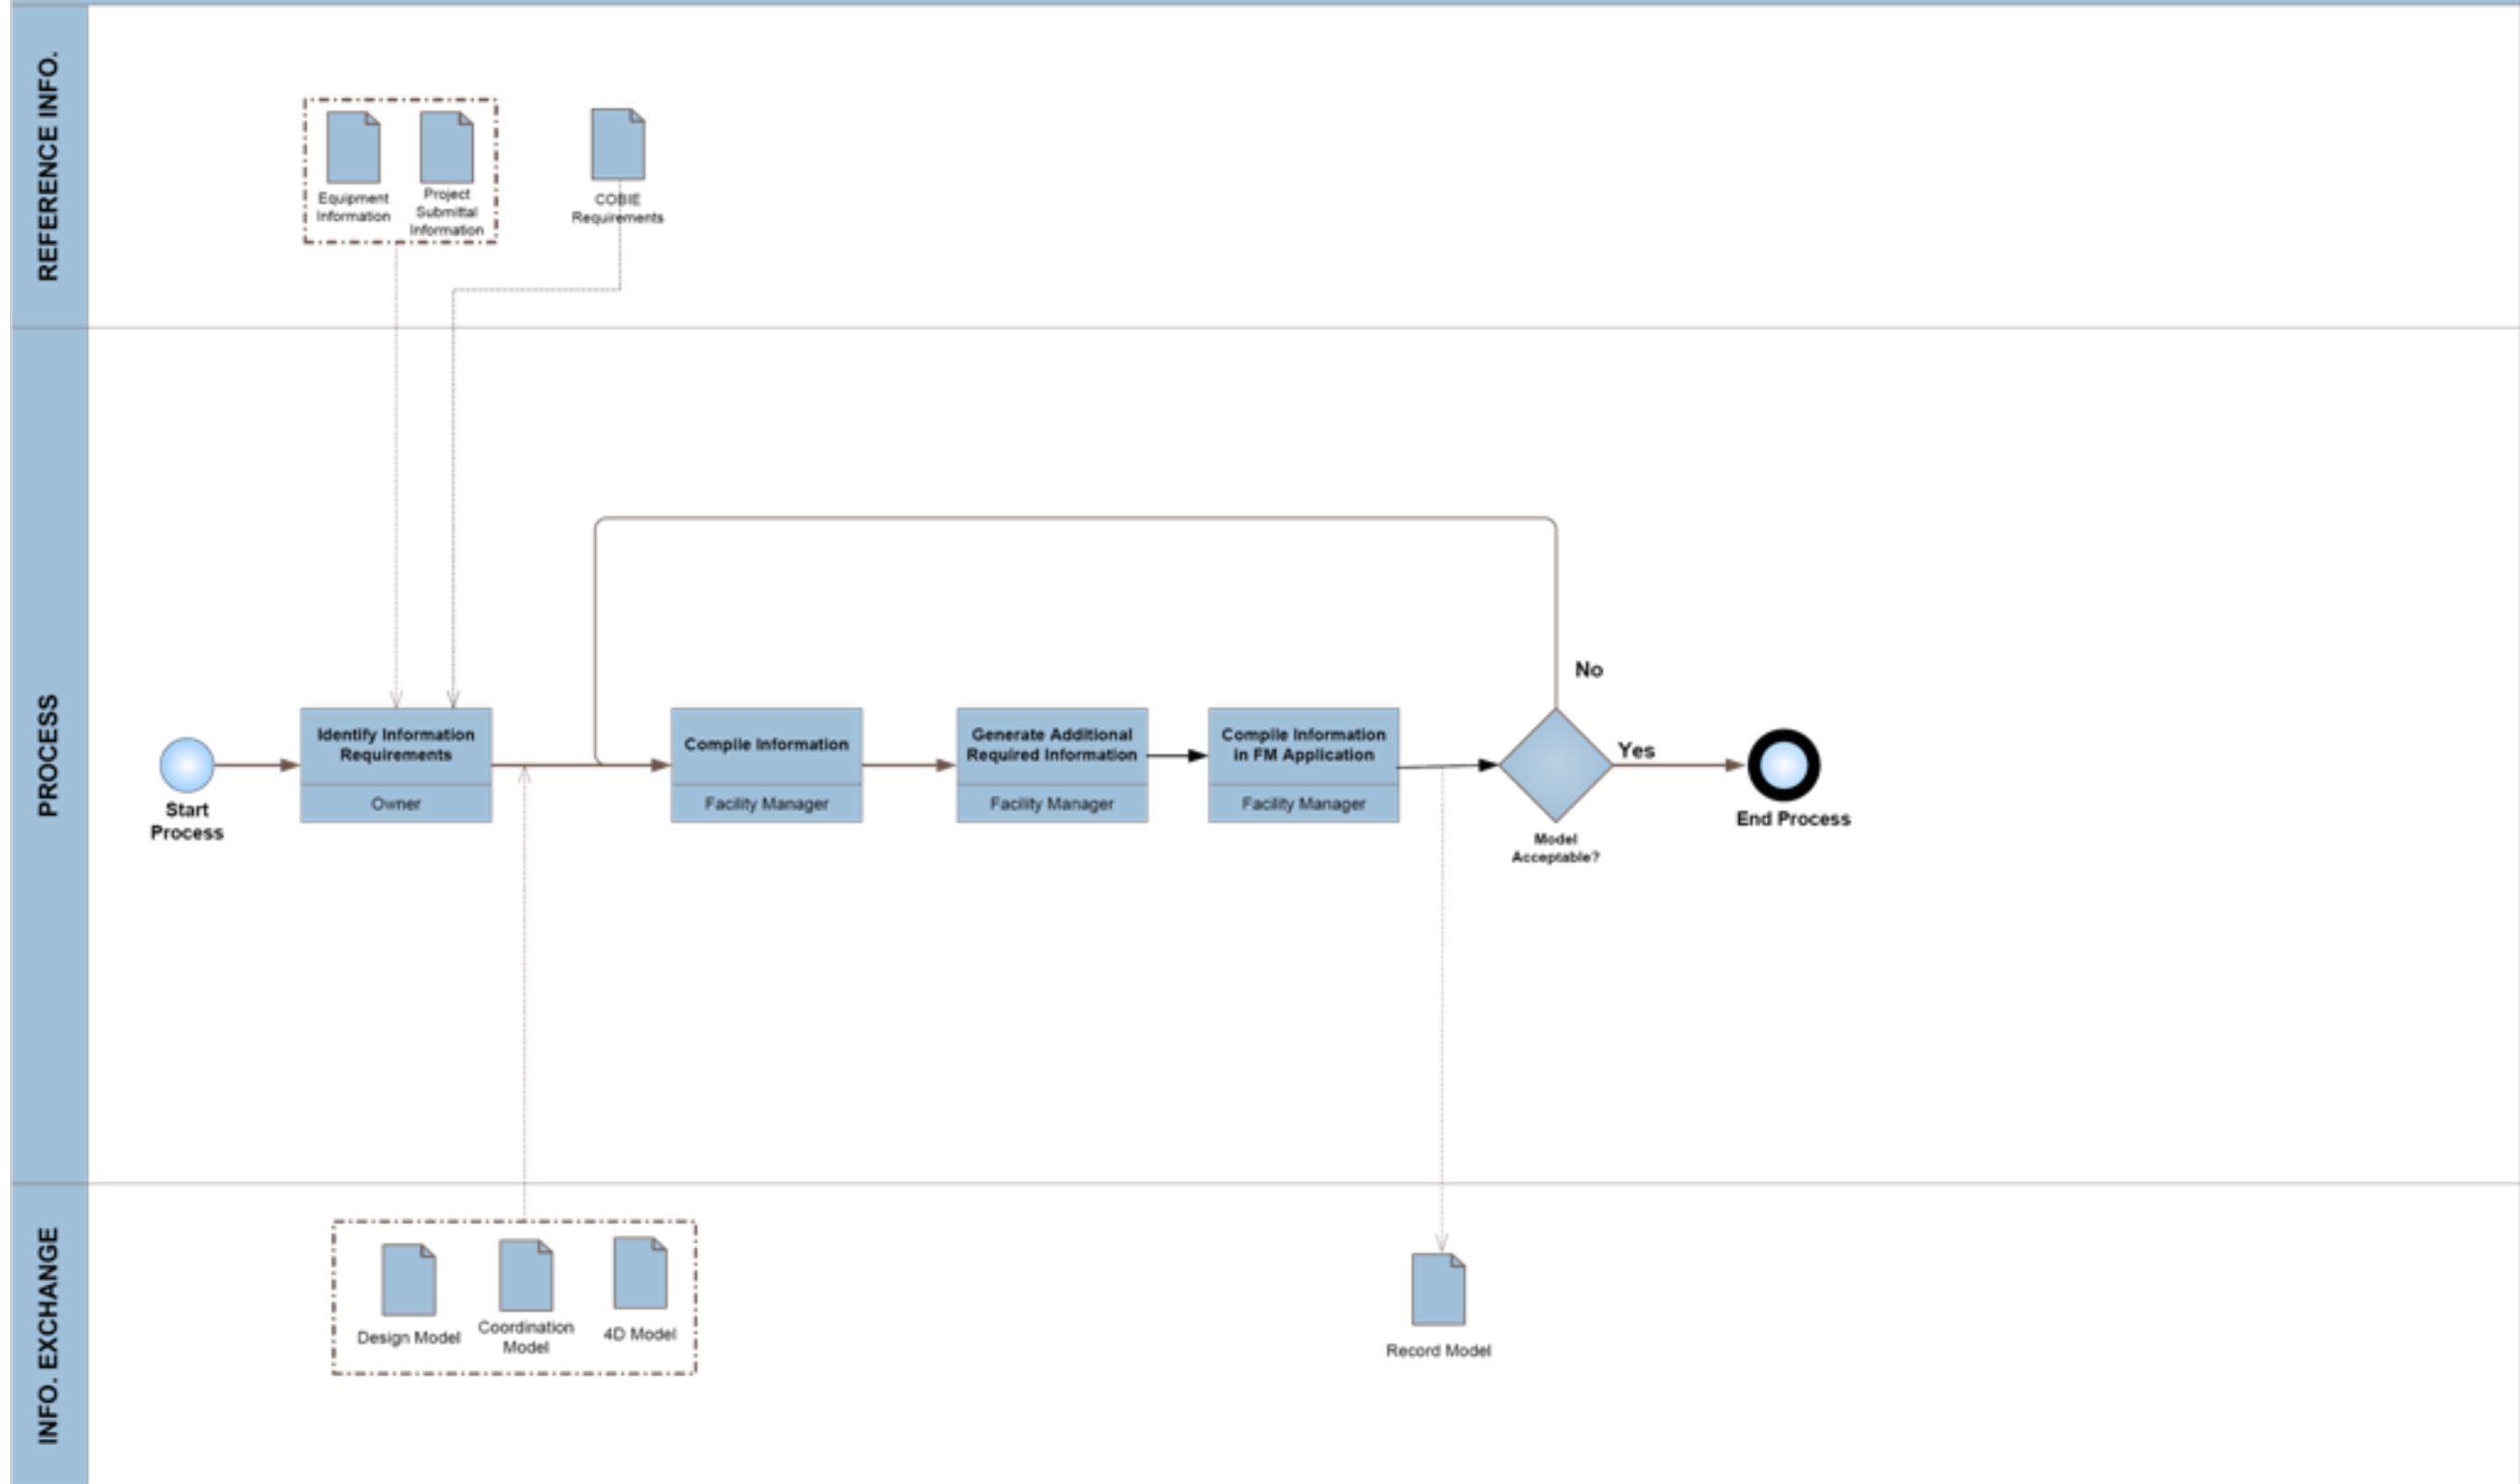 REFERENCE INFO.
Equipment
Information
Project
Submittal
Information
COBIE
Requirements
PROCESS
Start
Process
Identify Information
Requirements
Owner
Compile Information
Facility Manager
Generate Additional
Required Information
Facility Manager
Compile Information
in FM Application
Facility Manager
No
Yes
Model
Acceptable?
End Process
INFO. EXCHANGE
Design Model
Coordination
Model
4D Model
Record Model